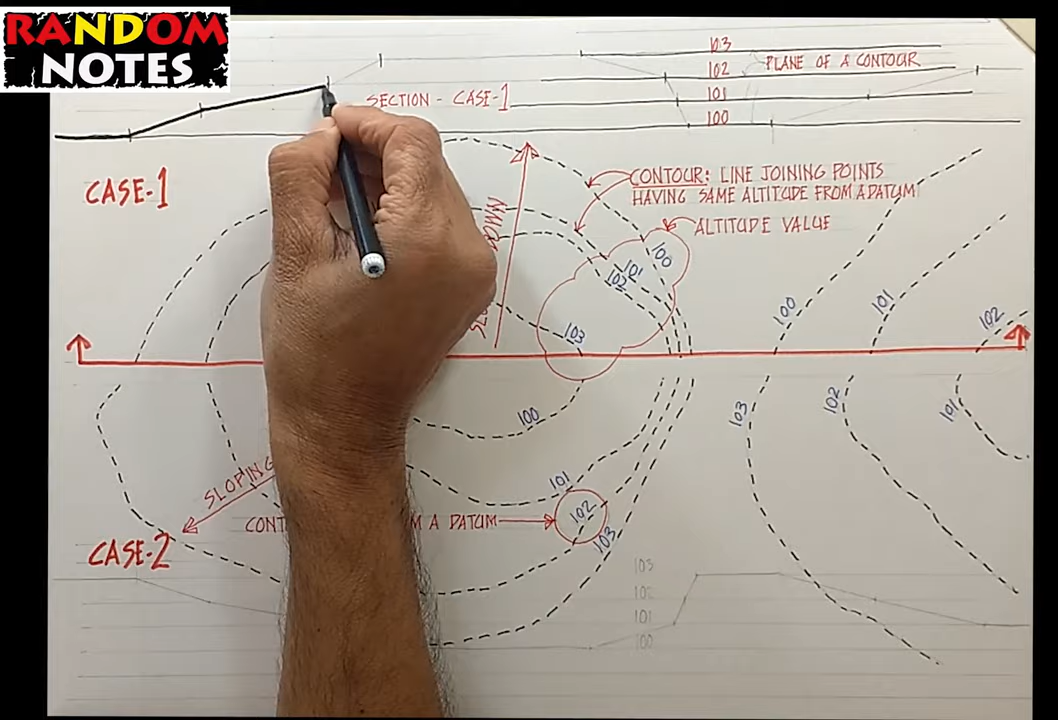 RANDOM
NOTES
103
102
PLANE OF A CONTOUR
101
100
SECTION - CASE-1
CASE-1
CONTOUR: LINE JOINING POINTS
HAVING SAME ALTITUDE FROM A DATUM
ALTITUDE VALUE
100
101
102
103
100
101
102
100
101
102
103
103
102
101
SLOPING
A DATUM
CASE-2
103
102
101
100